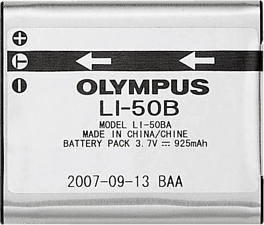 OLYMPUS
LI-50B
MODEL LI-50BA
MADE IN CHINA/CHINE
BATTERY PACK 3.7V⎓ 925mAh
2007-09-13 BAA